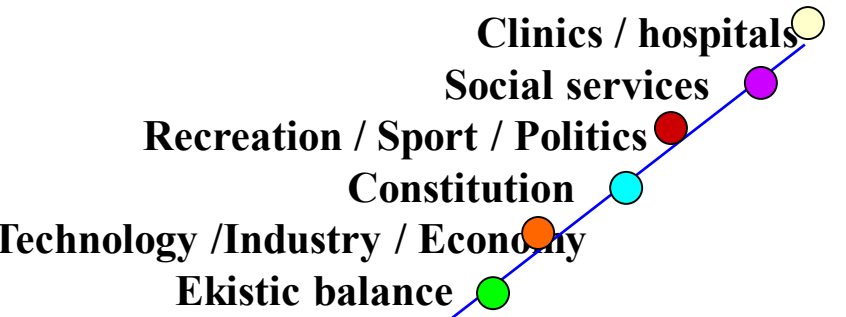 Clinics / hospitals
Social services
Recreation / Sport / Politics
Constitution
Technology /Industry / Economy
Ekistic balance